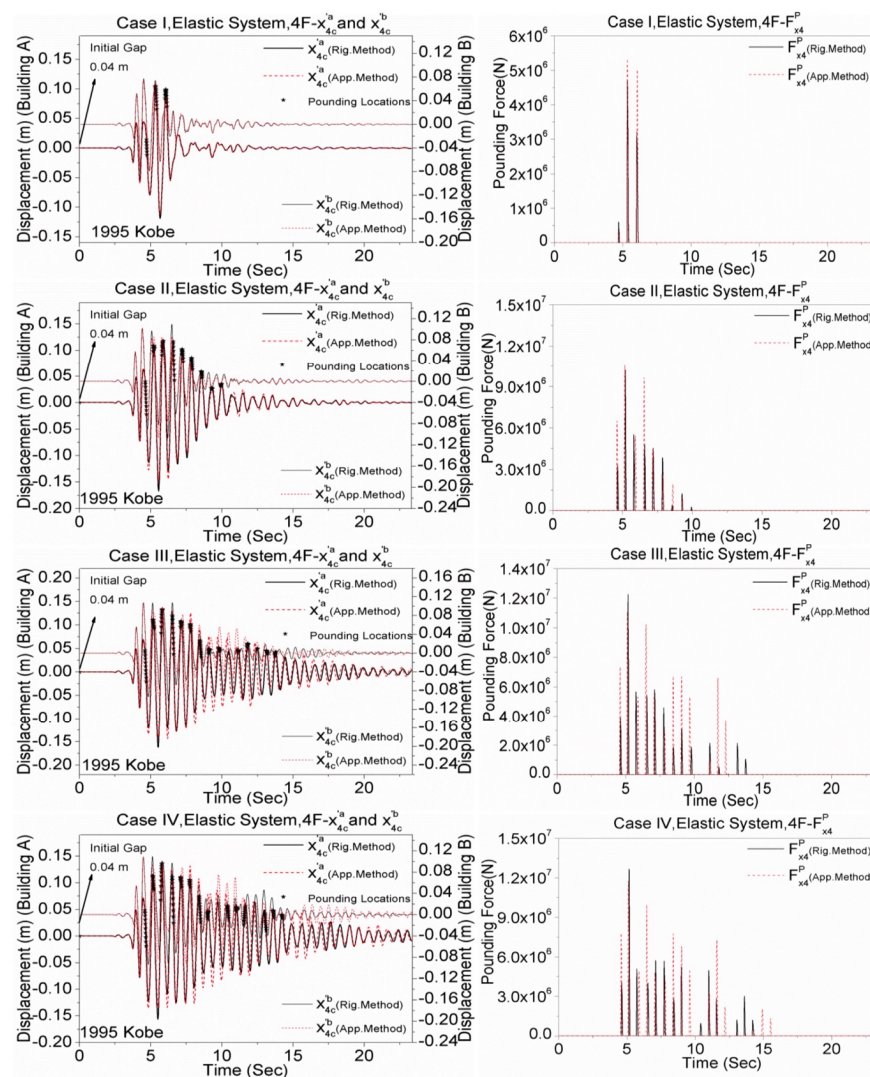 Case I,Elastic System,4F-x'a4c and x'b4c
Displacement (m) (Building A)
0.15
0.10
0.05
0.00
-0.05
-0.10
-0.15
Initial Gap
0.04 m
x'a4c(Rig.Method)
x'a4c(App.Method)
Pounding Locations
x'b4c(Rig.Method)
x'b4c(App.Method)
1995 Kobe
0.12
0.08
0.04
0.00
-0.04
-0.08
-0.12
-0.16
-0.20
Displacement (m) (Building B)
0 5 10 15 20
Time (Sec)
Case I,Elastic System,4F-FPx4
Pounding Force (N)
6x10^6
5x10^6
4x10^6
3x10^6
2x10^6
1x10^6
0
FPx4(Rig.Method)
FPx4(App.Method)
0 5 10 15 20
Time (Sec)
Case II,Elastic System,4F-x'a4c and x'b4c
Displacement (m) (Building A)
0.15
0.10
0.05
0.00
-0.05
-0.10
-0.15
-0.20
Initial Gap
0.04 m
x'a4c(Rig.Method)
x'a4c(App.Method)
Pounding Locations
x'b4c(Rig.Method)
x'b4c(App.Method)
1995 Kobe
0.12
0.08
0.04
0.00
-0.04
-0.08
-0.12
-0.16
-0.20
-0.24
Displacement (m) (Building B)
0 5 10 15 20
Time (Sec)
Case II,Elastic System,4F-FPx4
Pounding Force(N)
1.5x10^7
1.2x10^7
9.0x10^6
6.0x10^6
3.0x10^6
0.0
FPx4(Rig.Method)
FPx4(App.Method)
0 5 10 15 20
Time (Sec)
Case III,Elastic System,4F-x'a4c and x'b4c
Displacement (m) (Building A)
0.20
0.15
0.10
0.05
0.00
-0.05
-0.10
-0.15
-0.20
Initial Gap
0.04 m
x'a4c(Rig.Method)
x'a4c(App.Method)
Pounding Locations
x'b4c(Rig.Method)
x'b4c(App.Method)
1995 Kobe
0.16
0.12
0.08
0.04
0.00
-0.04
-0.08
-0.12
-0.16
-0.20
-0.24
Displacement (m) (Building B)
0 5 10 15 20
Time (Sec)
Case III,Elastic System,4F-FPx4
Pounding Force(N)
1.4x10^7
1.2x10^7
1.0x10^7
8.0x10^6
6.0x10^6
4.0x10^6
2.0x10^6
0.0
FPx4(Rig.Method)
FPx4(App.Method)
0 5 10 15 20
Time (Sec)
Case IV,Elastic System,4F-x'a4c and x'b4c
Displacement (m) (Building A)
0.15
0.10
0.05
0.00
-0.05
-0.10
-0.15
-0.20
Initial Gap
0.04 m
x'a4c(Rig.Method)
x'a4c(App.Method)
Pounding Locations
x'b4c(Rig.Method)
x'b4c(App.Method)
1995 Kobe
0.12
0.08
0.04
0.00
-0.04
-0.08
-0.12
-0.16
-0.20
-0.24
Displacement (m) (Building B)
0 5 10 15 20
Time (Sec)
Case IV,Elastic System,4F-FPx4
Pounding Force(N)
1.5x10^7
1.2x10^7
9.0x10^6
6.0x10^6
3.0x10^6
0.0
FPx4(Rig.Method)
FPx4(App.Method)
0 5 10 15 20
Time (Sec)